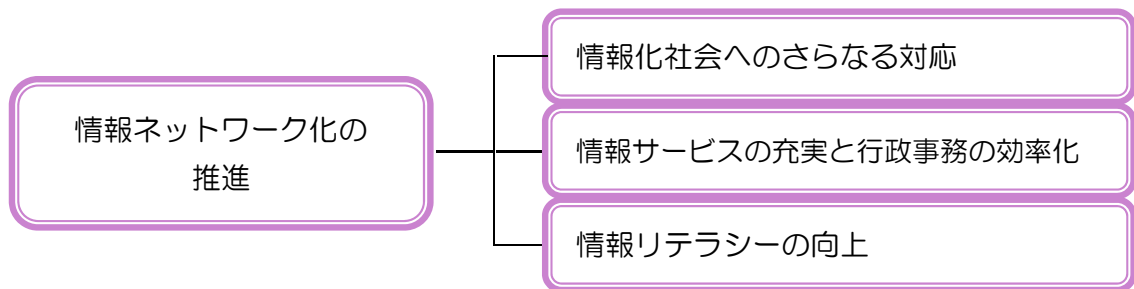 情報ネットワーク化の
推進
情報化社会へのさらなる対応
情報サービスの充実と行政事務の効率化
情報リテラシーの向上